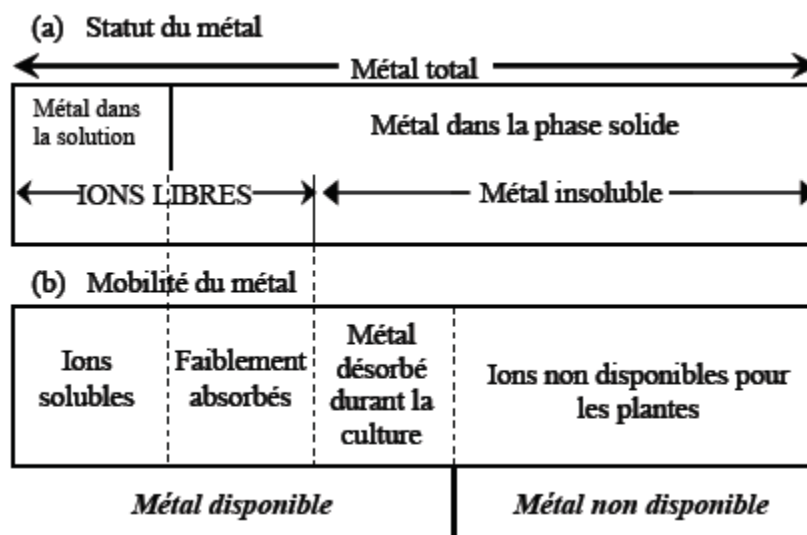 (a) Statut du métal
Métal total
Métal dans
la solution
Métal dans la phase solide
IONS LIBRES
Métal insoluble
(b) Mobilité du métal
Ions
solubles
Faiblement
absorbés
Métal
désorbé
durant la
culture
Ions non disponibles pour
les plantes
Métal disponible
Métal non disponible